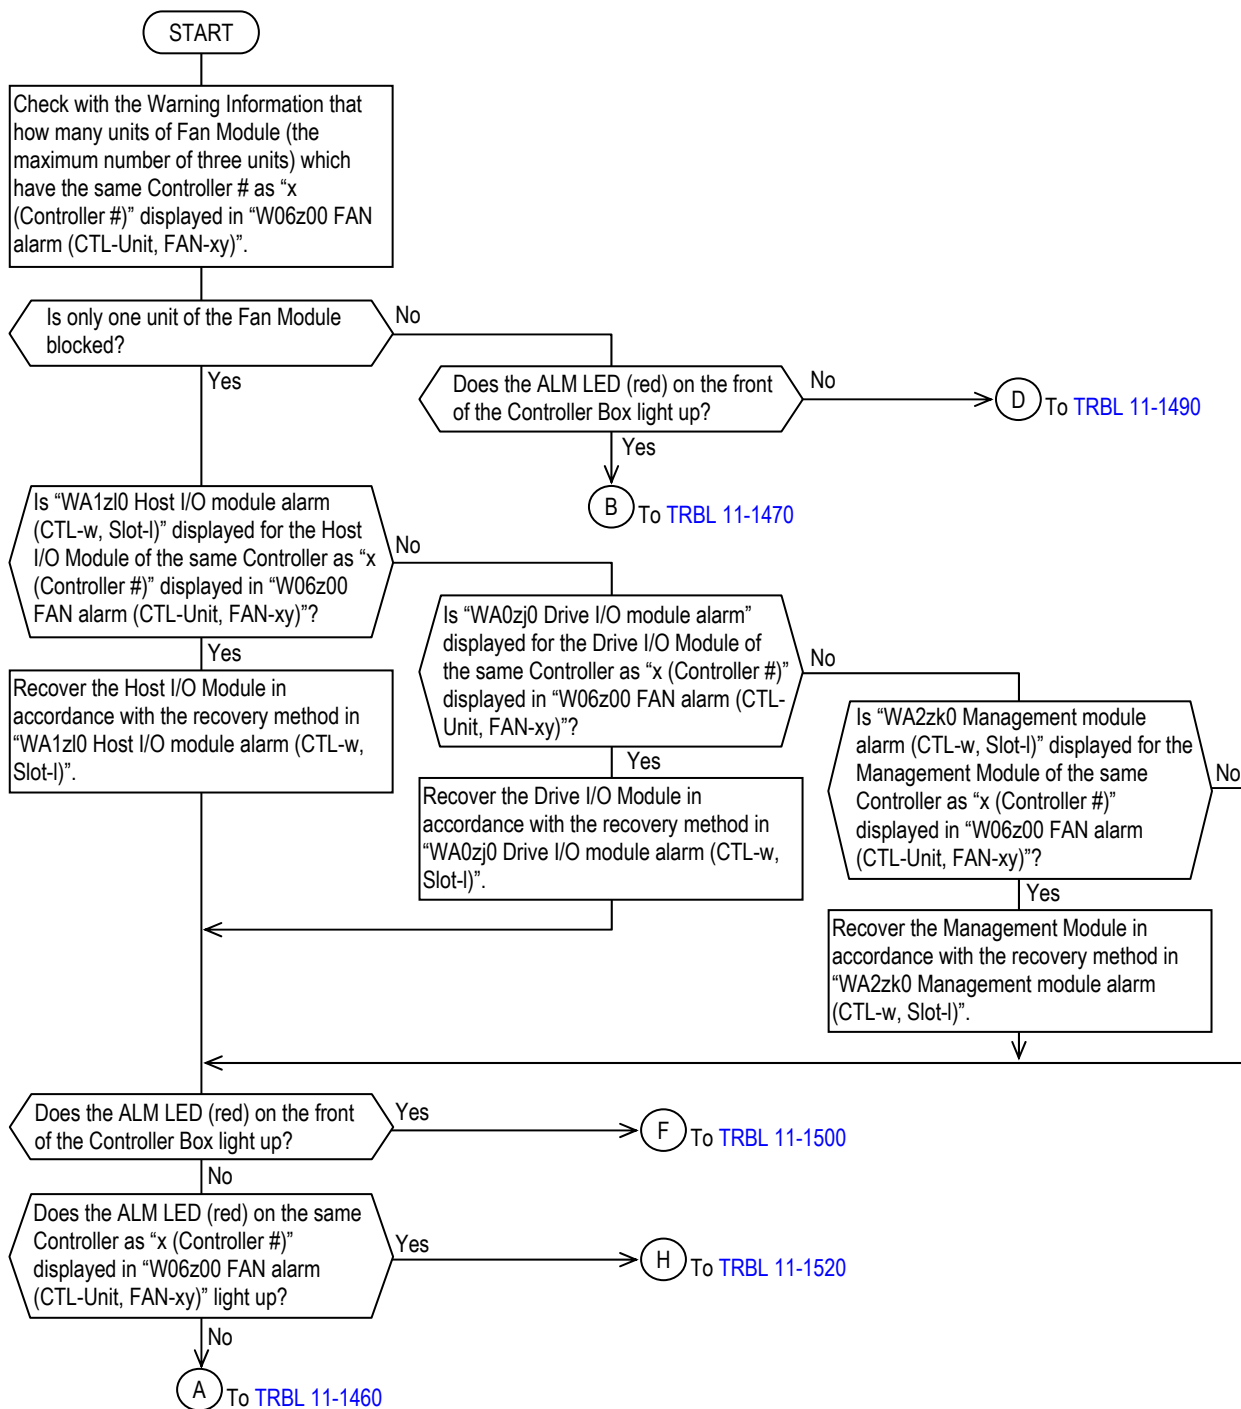 START
Check with the Warning Information that
how many units of Fan Module (the
maximum number of three units) which
have the same Controller # as “x
(Controller #)” displayed in “W06z00 FAN
alarm (CTL-Unit, FAN-xy)”.
Is only one unit of the Fan Module
blocked?
No
Yes
Does the ALM LED (red) on the front
of the Controller Box light up?
No
D
To TRBL 11-1490
Yes
B
To TRBL 11-1470
Is “WA1zl0 Host I/O module alarm
(CTL-w, Slot-l)” displayed for the Host
I/O Module of the same Controller as “x
(Controller #)” displayed in “W06z00
FAN alarm (CTL-Unit, FAN-xy)”?
No
Yes
Recover the Host I/O Module in
accordance with the recovery method in
“WA1zl0 Host I/O module alarm (CTL-w,
Slot-l)”.
Is “WA0zj0 Drive I/O module alarm”
displayed for the Drive I/O Module of
the same Controller as “x (Controller #)”
displayed in “W06z00 FAN alarm (CTL-
Unit, FAN-xy)”?
No
Yes
Recover the Drive I/O Module in
accordance with the recovery method in
“WA0zj0 Drive I/O module alarm (CTL-w,
Slot-l)”.
Is “WA2zk0 Management module
alarm (CTL-w, Slot-l)” displayed for the
Management Module of the same
Controller as “x (Controller #)”
displayed in “W06z00 FAN alarm
(CTL-Unit, FAN-xy)”?
No
Yes
Recover the Management Module in
accordance with the recovery method in
“WA2zk0 Management module alarm
(CTL-w, Slot-l)”.
Does the ALM LED (red) on the front
of the Controller Box light up?
Yes
F
To TRBL 11-1500
No
Does the ALM LED (red) on the same
Controller as “x (Controller #)”
displayed in “W06z00 FAN alarm
(CTL-Unit, FAN-xy)” light up?
Yes
H
To TRBL 11-1520
No
A
To TRBL 11-1460